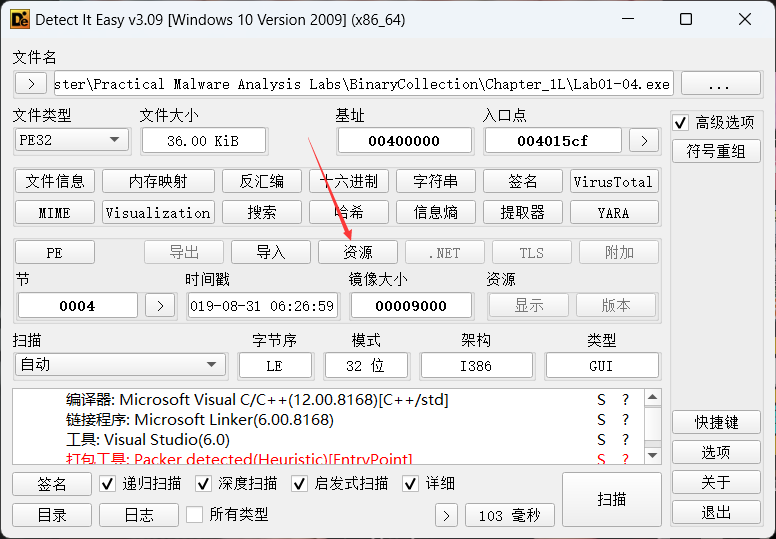 Detect It Easy v3.09 [Windows 10 Version 2009] (x86_64)
文件名
> ster\Practical Malware Analysis Labs\BinaryCollection\Chapter_1L\Lab01-04.exe ...
文件类型 文件大小 基址 入口点 高级选项
PE32 36.00 KiB 00400000 004015cf >
符号重组
文件信息 内存映射 反汇编 十六进制 字符串 签名 VirusTotal
MIME Visualization 搜索 哈希 信息熵 提取器 YARA
PE 导出 导入 资源 .NET TLS 附加
节 时间戳 镜像大小 资源
0004 > 019-08-31 06:26:59 00009000 显示 版本
扫描 字节序 模式 架构 类型
自动 LE 32 位 I386 GUI
编译器: Microsoft Visual C/C++(12.00.8168)[C++/std] S ?
链接程序: Microsoft Linker(6.00.8168) S ?
工具: Visual Studio(6.0) S ?
打包工具: Packer detected(Heuristic)[EntryPoint] S ?
快捷键
选项
关于
退出
签名 递归扫描 深度扫描 启发式扫描 详细 扫描
目录 日志 所有类型 > 103 毫秒